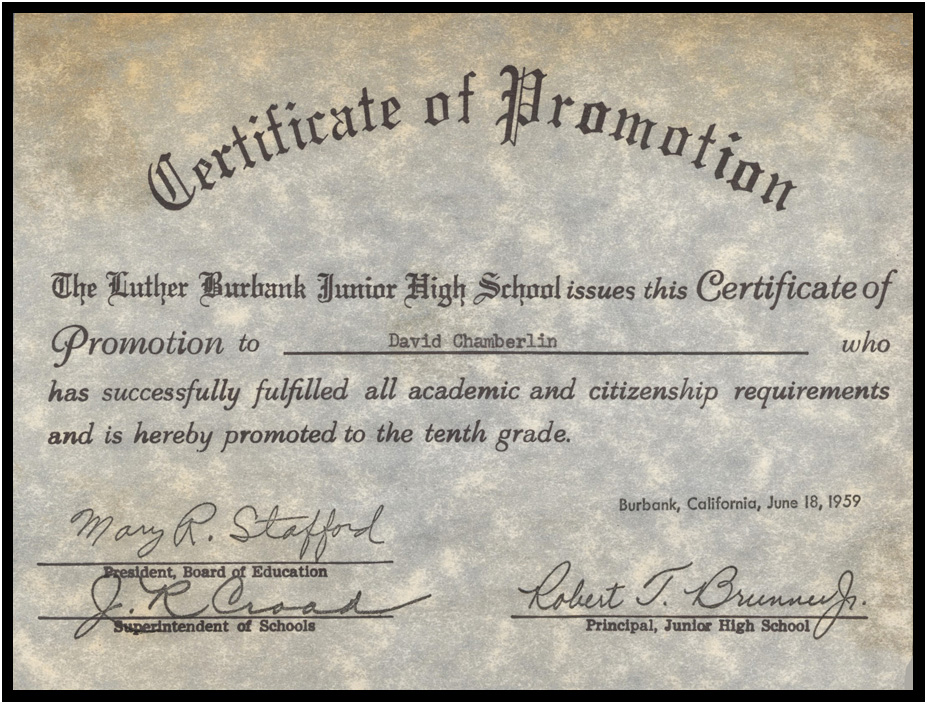 Certificate of Promotion
The Luther Burbank Junior High School issues this Certificate of
Promotion to David Chamberlin who
has successfully fulfilled all academic and citizenship requirements
and is hereby promoted to the tenth grade.
Burbank, California, June 18, 1959
Mary R. Stafford
President, Board of Education
J. R. Croad
Superintendent of Schools
Robert T. Brunner Jr.
Principal, Junior High School